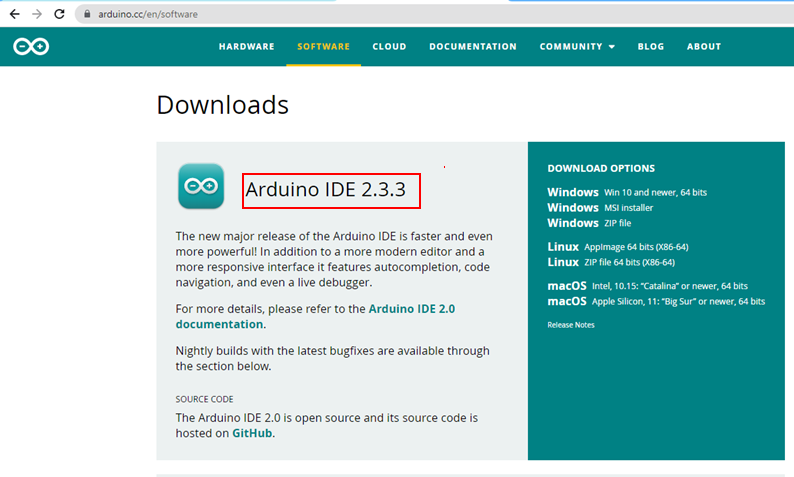 arduino.cc/en/software
HARDWARE SOFTWARE CLOUD DOCUMENTATION COMMUNITY BLOG ABOUT
Downloads
Arduino IDE 2.3.3
The new major release of the Arduino IDE is faster and even
more powerful! In addition to a more modern editor and a
more responsive interface it features autocompletion, code
navigation, and even a live debugger.
For more details, please refer to the Arduino IDE 2.0
documentation.
Nightly builds with the latest bugfixes are available through
the section below.
SOURCE CODE
The Arduino IDE 2.0 is open source and its source code is
hosted on GitHub.
DOWNLOAD OPTIONS
Windows Win 10 and newer, 64 bits
Windows MSI installer
Windows ZIP file
Linux AppImage 64 bits (X86-64)
Linux ZIP file 64 bits (X86-64)
macOS Intel, 10.15: “Catalina” or newer, 64 bits
macOS Apple Silicon, 11: “Big Sur” or newer, 64 bits
Release Notes